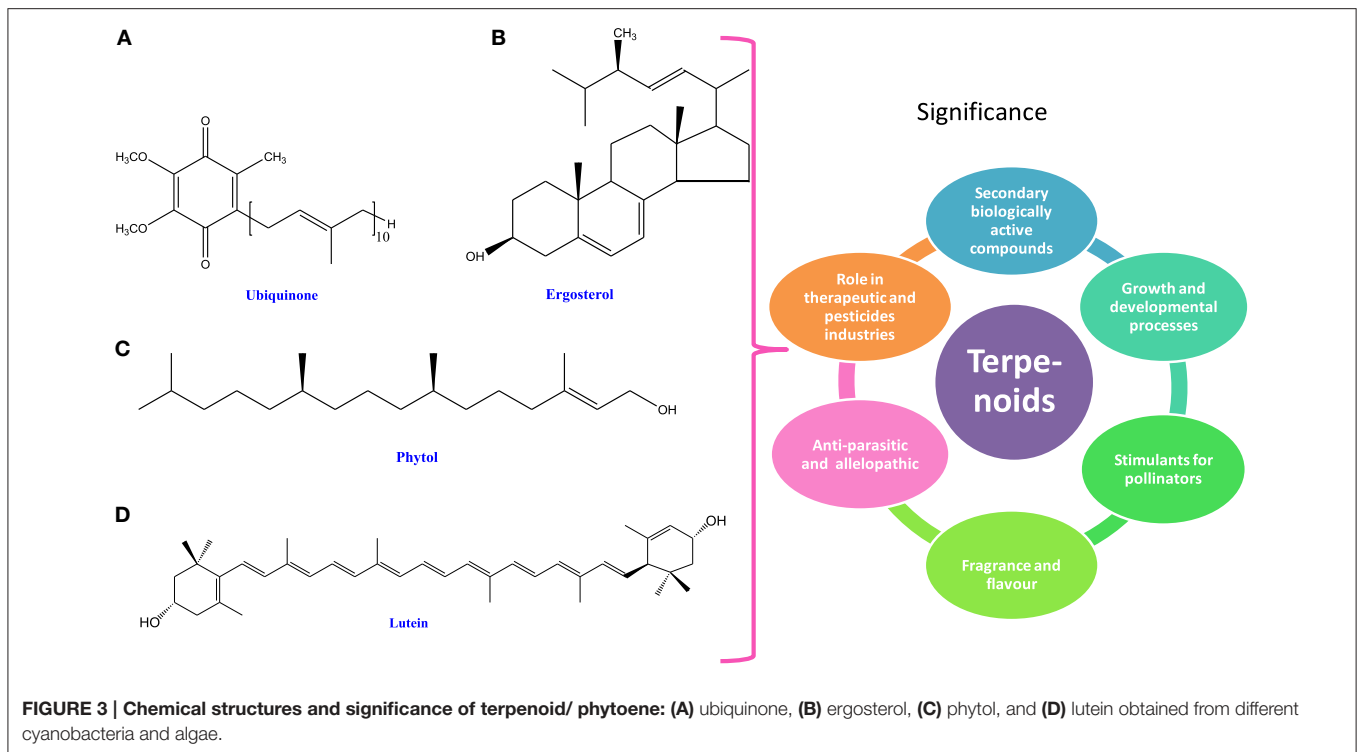 A
O
H₃CO
CH₃
H₃CO
O
H
10
Ubiquinone
B
CH₃
OH
Ergosterol
C
OH
Phytol
D
OH
HO
Lutein
Significance
Secondary
biologically
active
compounds
Growth and
developmental
processes
Stimulants for
pollinators
Fragrance and
flavour
Anti-parasitic
and allelopathic
Role in
therapeutic and
pesticides
industries
Terpe-
noids
FIGURE 3 | Chemical structures and significance of terpenoid/ phytoene: (A) ubiquinone, (B) ergosterol, (C) phytol, and (D) lutein obtained from different
cyanobacteria and algae.